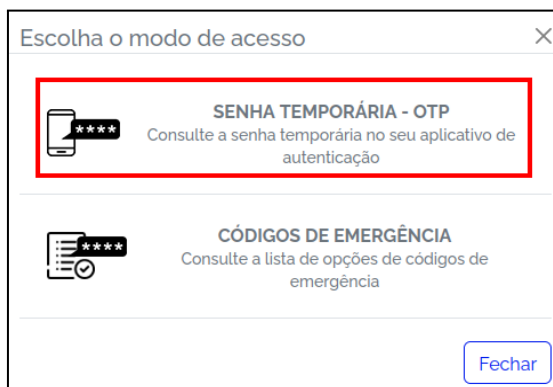 Escolha o modo de acesso
****
SENHA TEMPORÁRIA - OTP
Consulte a senha temporária no seu aplicativo de
autenticação
****
CÓDIGOS DE EMERGÊNCIA
Consulte a lista de opções de códigos de
emergência
Fechar